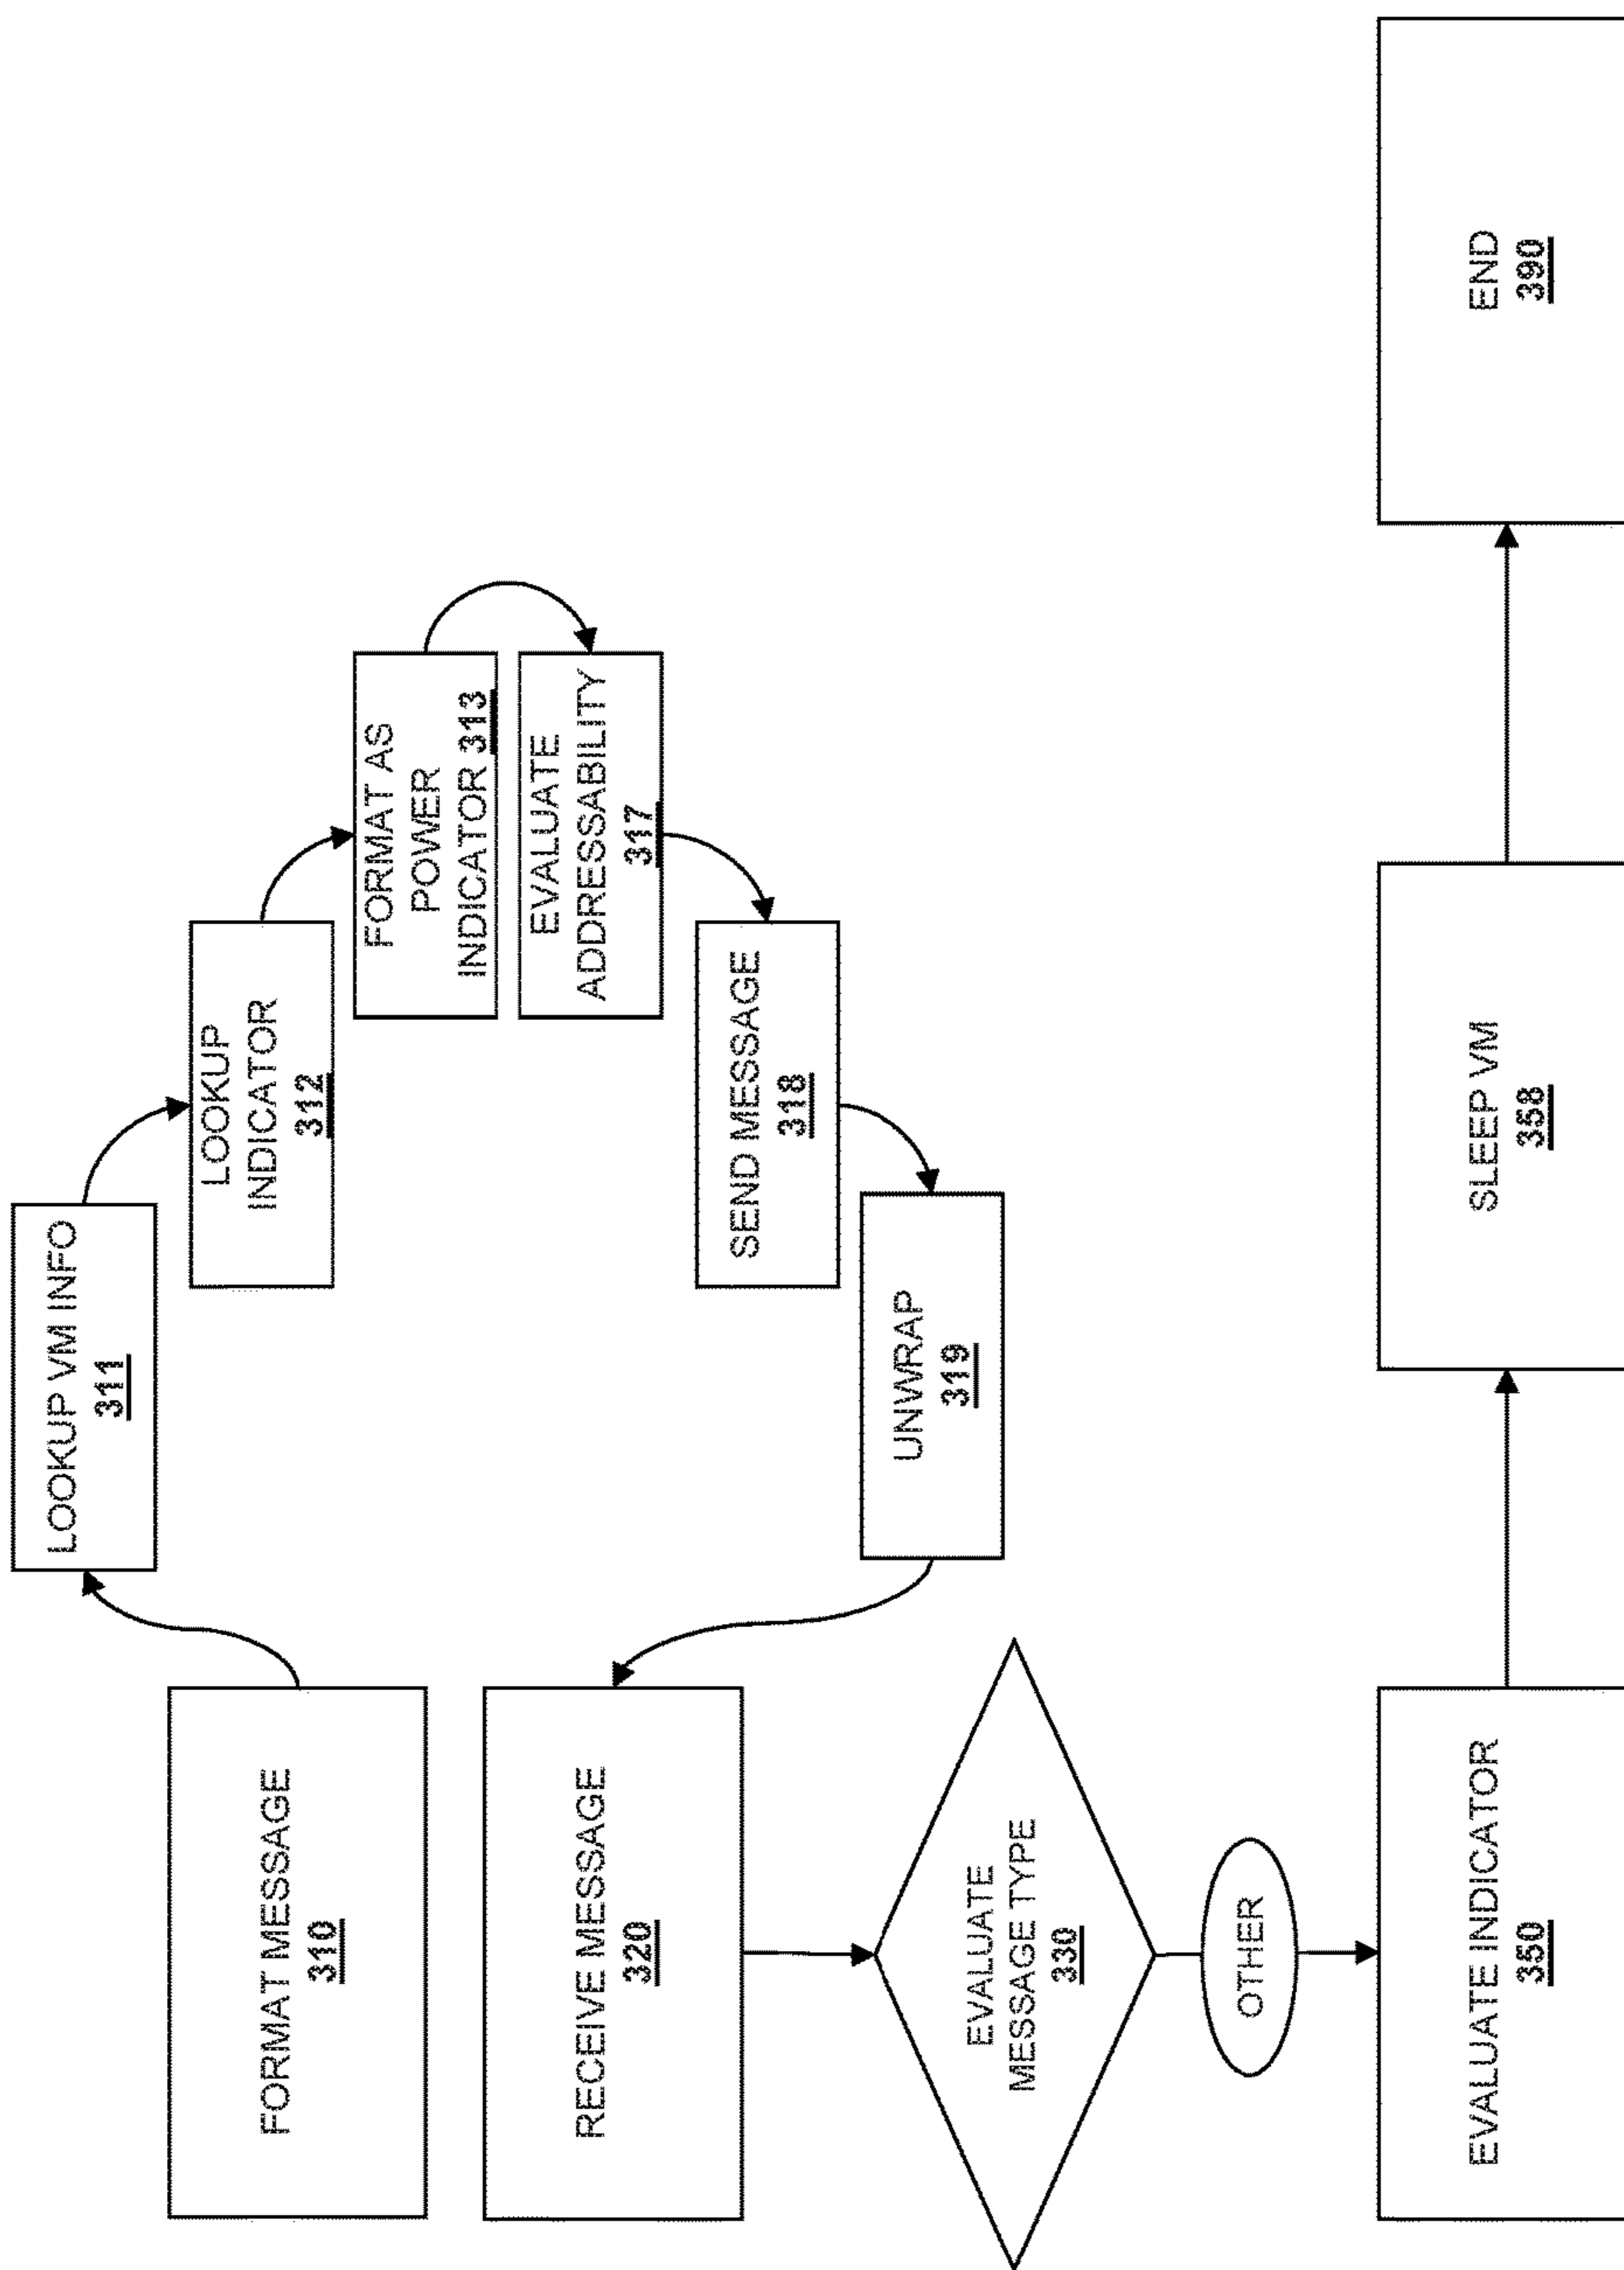 FORMAT MESSAGE
310
LOOKUP VM INFO
311
LOOKUP
INDICATOR
312
FORMAT AS
POWER
INDICATOR 313
EVALUATE
ADDRESSABILITY
317
SEND MESSAGE
318
UNWRAP
319
RECEIVE MESSAGE
320
EVALUATE
MESSAGE TYPE
330
OTHER
EVALUATE INDICATOR
350
SLEEP VM
358
END
390